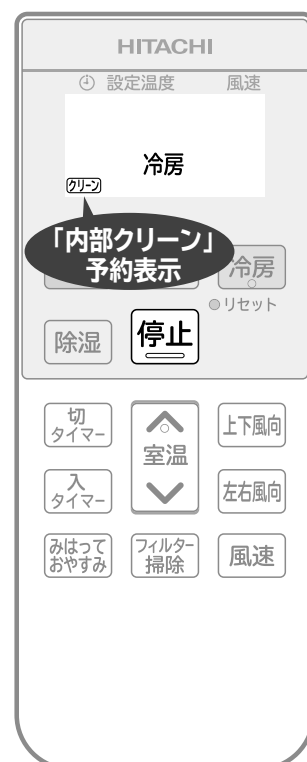 HITACHI
設定温度 風速
冷房
クリーン
「内部クリーン」
予約表示
冷房
リセット
除湿
停止
切
タイマー
室温
上下風向
入
タイマー
左右風向
みはって
おやすみ
フィルター
掃除
風速